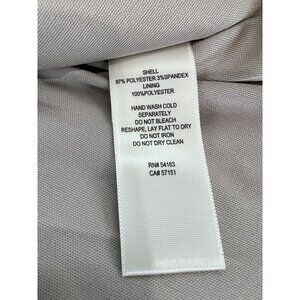 SHELL
97% POLYESTER 3%SPANDEX
LINING
100%POLYESTER
HAND WASH COLD
SEPARATELY
DO NOT BLEACH
RESHAPE, LAY FLAT TO DRY
DO NOT IRON
DO NOT DRY CLEAN
RN# 54163
CA# 57151